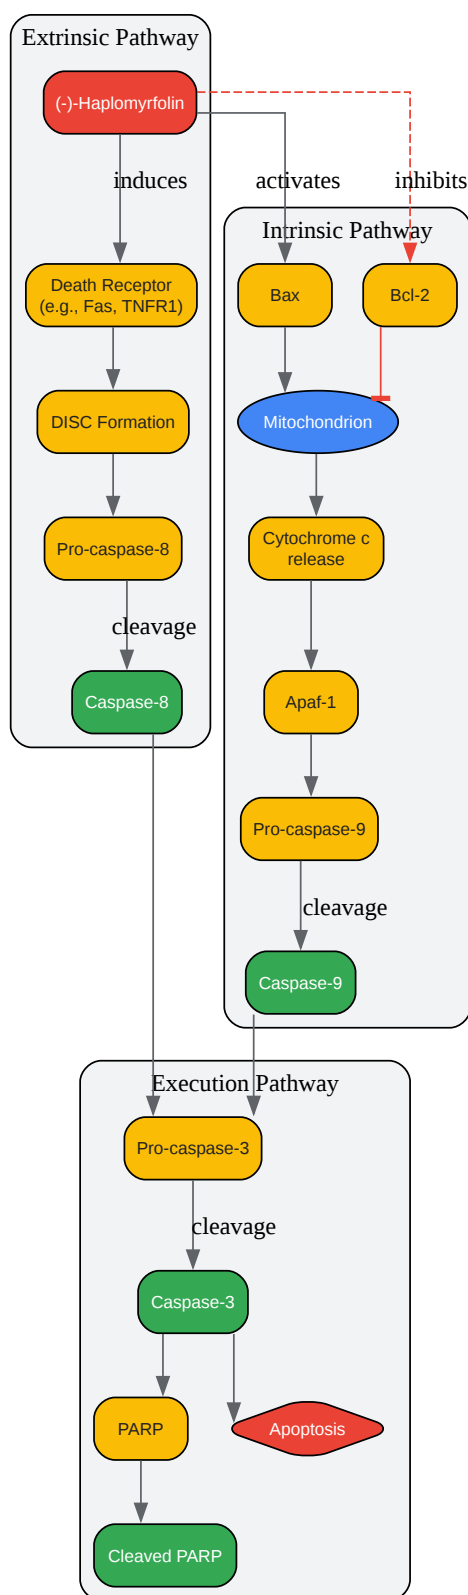 Extrinsic Pathway
(-)-Haplomyrfolin
induces
activates
inhibits
Intrinsic Pathway
Death Receptor
(e.g., Fas, TNFR1)
Bax
Bcl-2
DISC Formation
Mitochondrion
Pro-caspase-8
Cytochrome c
release
cleavage
Caspase-8
Apaf-1
Pro-caspase-9
cleavage
Caspase-9
Execution Pathway
Pro-caspase-3
cleavage
Caspase-3
PARP
Apoptosis
Cleaved PARP